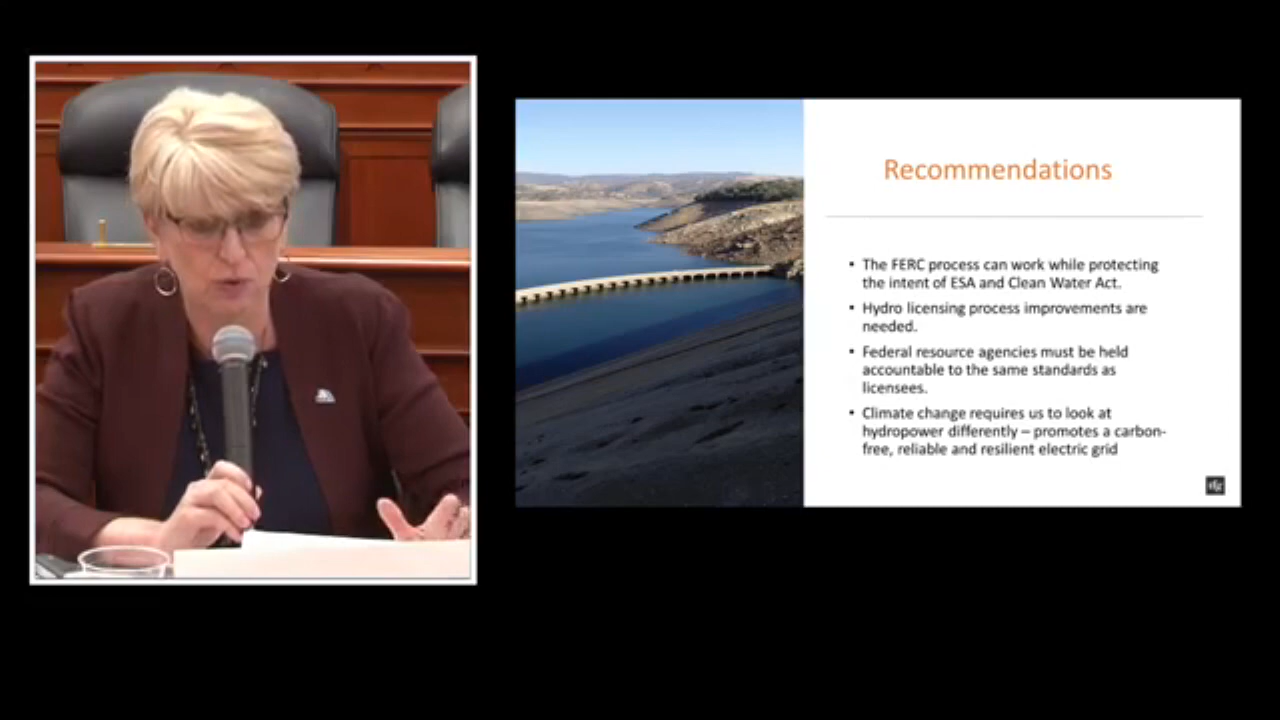 Recommendations
• The FERC process can work while protecting
the intent of ESA and Clean Water Act.
• Hydro licensing process improvements are
needed.
• Federal resource agencies must be held
accountable to the same standards as
licensees.
• Climate change requires us to look at
hydropower differently – promotes a carbon-
free, reliable and resilient electric grid